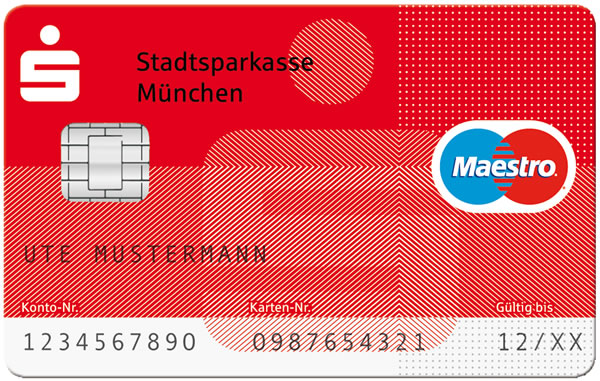 Stadtsparkasse
München
Maestro
UTE MUSTERMANN
Konto-Nr. Karten-Nr. Gültig bis
1234567890 0987654321 12/XX